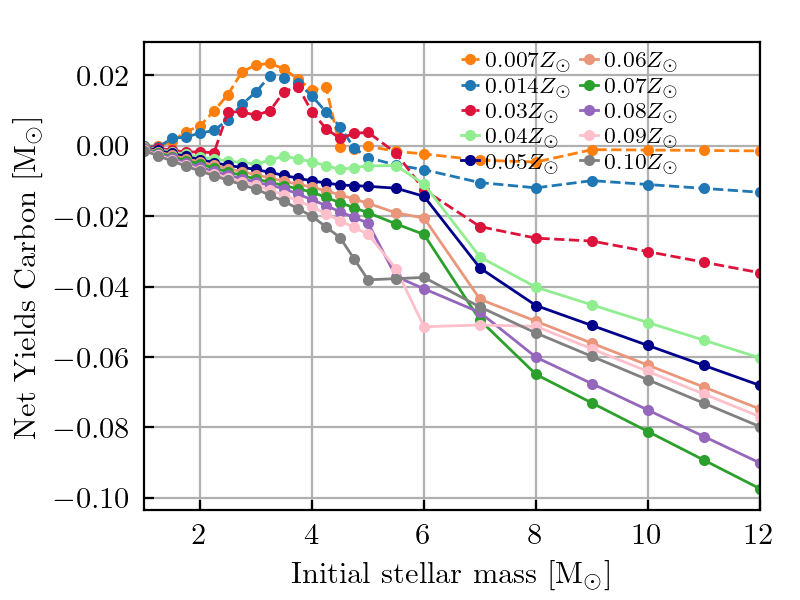 0.007Z☉ 0.06Z☉
0.014Z☉ 0.07Z☉
0.03Z☉ 0.08Z☉
0.04Z☉ 0.09Z☉
0.05Z☉ 0.10Z☉
0.02
0.00
−0.02
−0.04
−0.06
−0.08
−0.10
Net Yields Carbon [M☉]
2 4 6 8 10 12
Initial stellar mass [M☉]